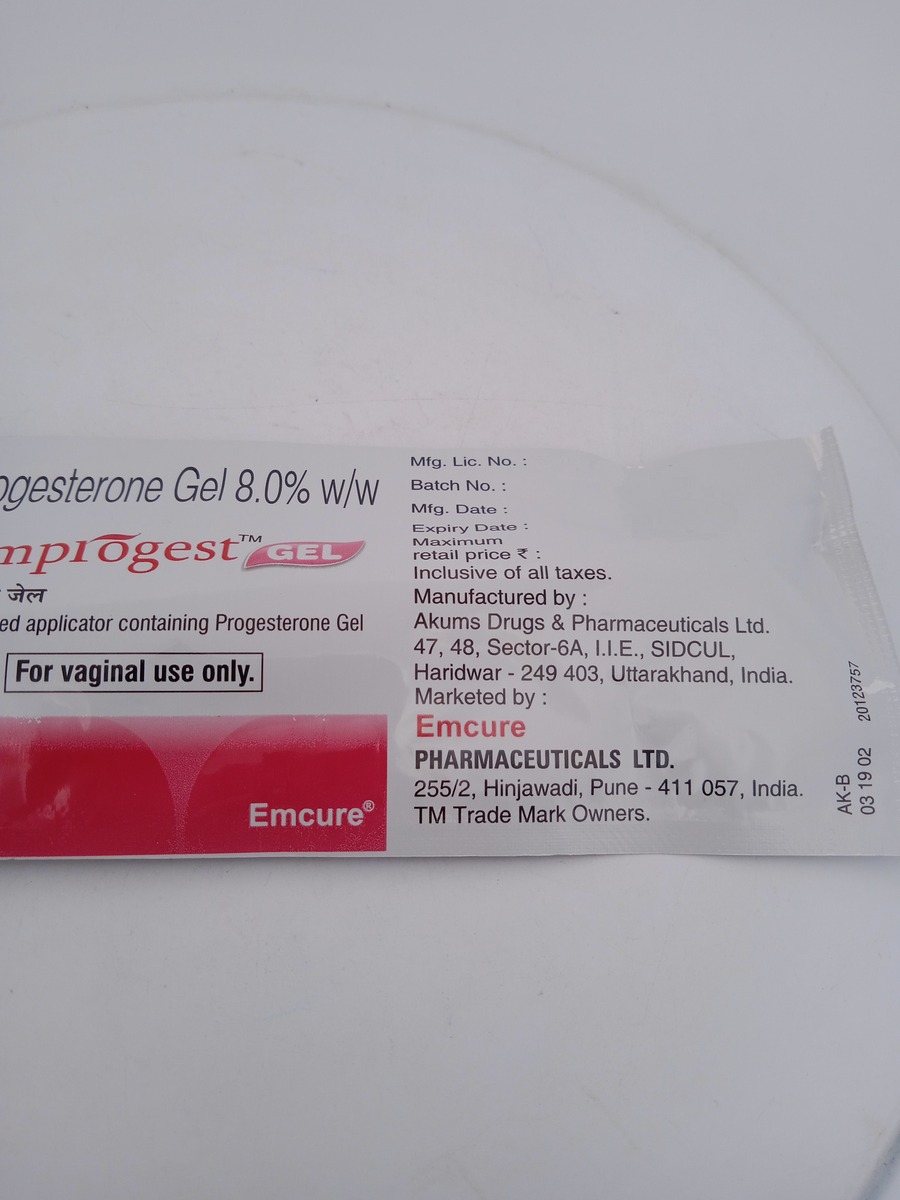 Gel 8.0% w/w
GEL
TM
जेल
applicator containing Progesterone Gel
For vaginal use only.
Emcure®
Mfg. Lic. No. :
Batch No. :
Mfg. Date :
Expiry Date :
Maximum
retail price ₹ :
Inclusive of all taxes.
Manufactured by :
Akums Drugs & Pharmaceuticals Ltd.
47, 48, Sector-6A, I.I.E., SIDCUL,
Haridwar - 249 403, Uttarakhand, India.
Marketed by :
Emcure
PHARMACEUTICALS LTD.
255/2, Hinjawadi, Pune - 411 057, India.
TM Trade Mark Owners.
AK-B
03 19 02 20123757